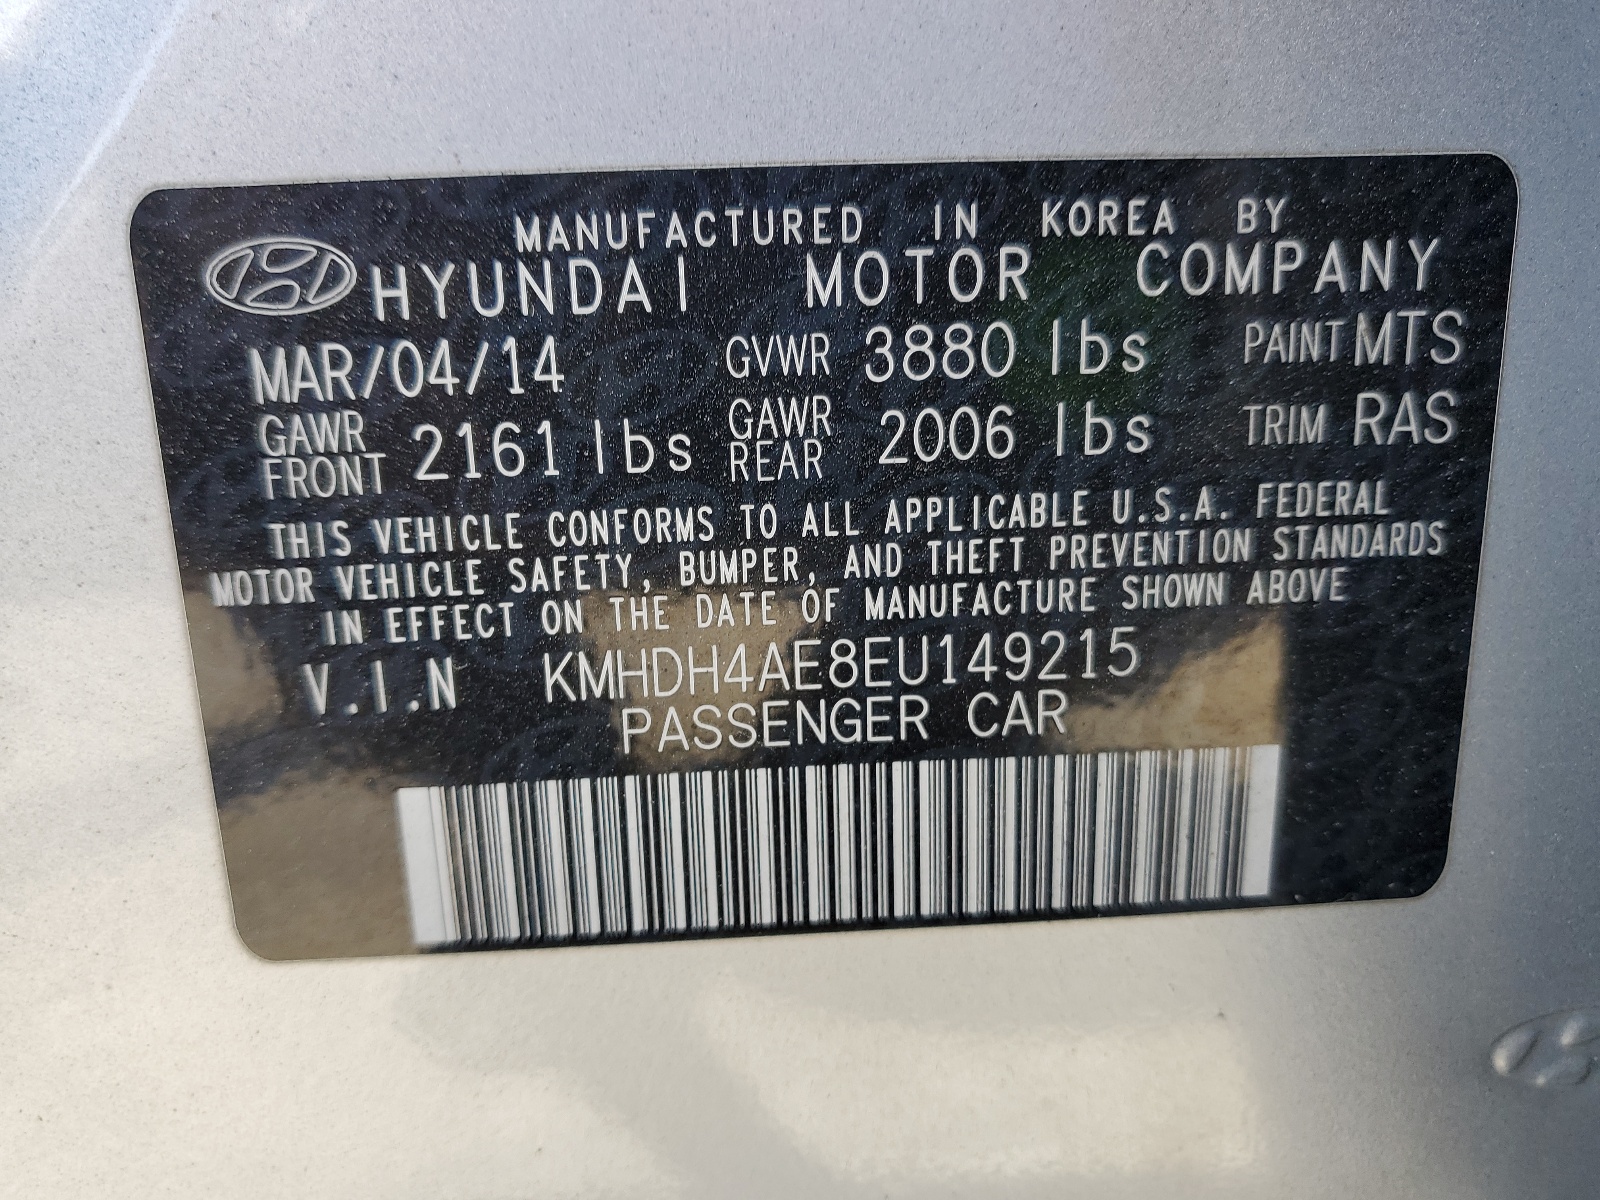 MANUFACTURED IN KOREA BY
HYUNDAI MOTOR COMPANY
MAR/04/14 GVWR 3880 lbs PAINT MTS
GAWR FRONT 2161 lbs GAWR REAR 2006 lbs TRIM RAS
THIS VEHICLE CONFORMS TO ALL APPLICABLE U.S.A. FEDERAL
MOTOR VEHICLE SAFETY, BUMPER, AND THEFT PREVENTION STANDARDS
IN EFFECT ON THE DATE OF MANUFACTURE SHOWN ABOVE
V.I.N KMHDH4AE8EU149215
PASSENGER CAR